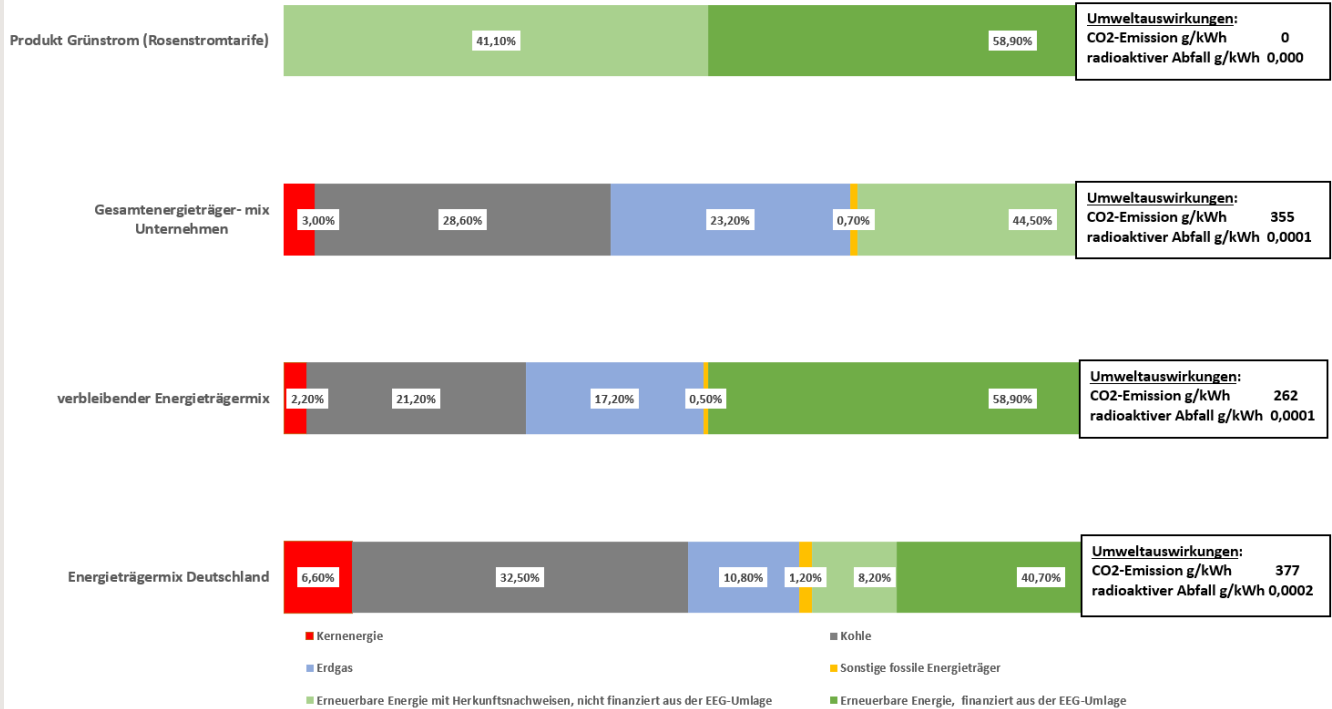 Produkt Grünstrom (Rosenstromtarife)
41,10%
58,90%
Umweltauswirkungen:
CO2-Emission g/kWh 0
radioaktiver Abfall g/kWh 0,000
Gesamtenergieträger- mix
Unternehmen
3,00%
28,60%
23,20%
0,70%
44,50%
Umweltauswirkungen:
CO2-Emission g/kWh 355
radioaktiver Abfall g/kWh 0,0001
verbleibender Energieträgermix
2,20%
21,20%
17,20%
0,50%
58,90%
Umweltauswirkungen:
CO2-Emission g/kWh 262
radioaktiver Abfall g/kWh 0,0001
Energieträgermix Deutschland
6,60%
32,50%
10,80%
1,20%
8,20%
40,70%
Umweltauswirkungen:
CO2-Emission g/kWh 377
radioaktiver Abfall g/kWh 0,0002
Kernenergie
Kohle
Erdgas
Sonstige fossile Energieträger
Erneuerbare Energie mit Herkunftsnachweisen, nicht finanziert aus der EEG-Umlage
Erneuerbare Energie, finanziert aus der EEG-Umlage